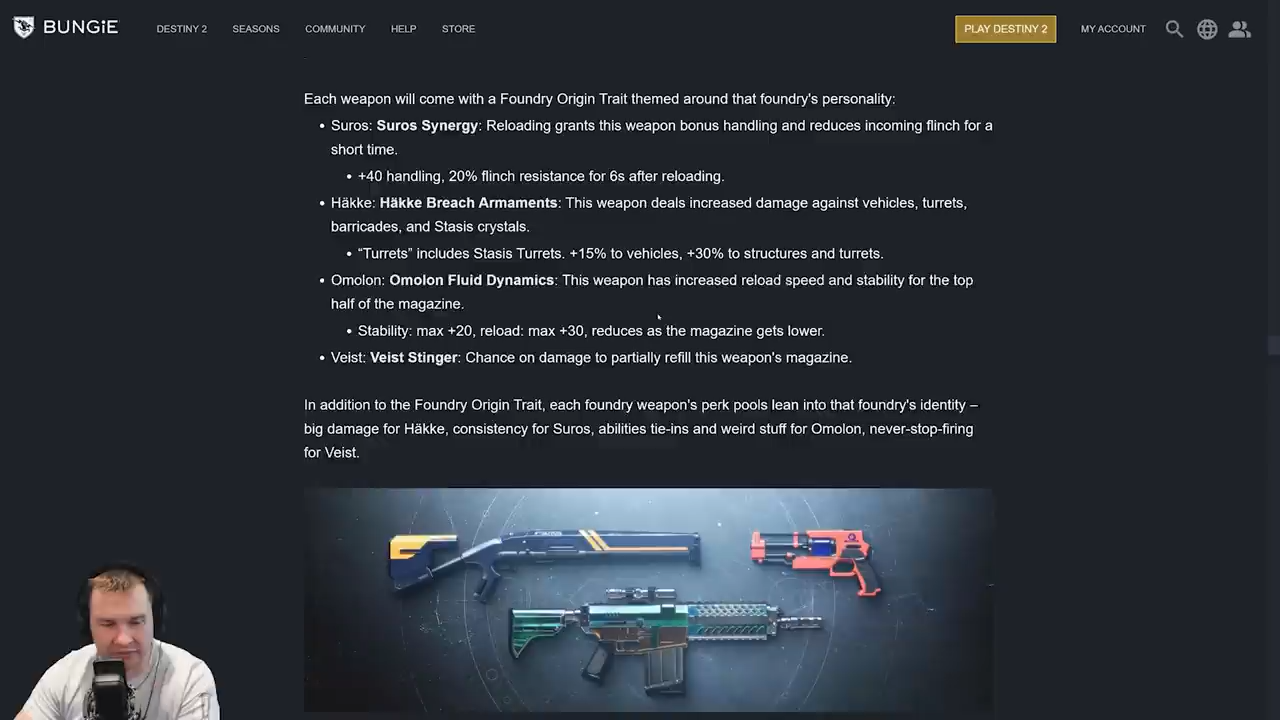 BUNGiE DESTINY 2 SEASONS COMMUNITY HELP STORE PLAY DESTINY 2 MY ACCOUNT
Each weapon will come with a Foundry Origin Trait themed around that foundry's personality:
• Suros: Suros Synergy: Reloading grants this weapon bonus handling and reduces incoming flinch for a
short time.
• +40 handling, 20% flinch resistance for 6s after reloading.
• Häkke: Häkke Breach Armaments: This weapon deals increased damage against vehicles, turrets,
barricades, and Stasis crystals.
• “Turrets” includes Stasis Turrets. +15% to vehicles, +30% to structures and turrets.
• Omolon: Omolon Fluid Dynamics: This weapon has increased reload speed and stability for the top
half of the magazine.
• Stability: max +20, reload: max +30, reduces as the magazine gets lower.
• Veist: Veist Stinger: Chance on damage to partially refill this weapon's magazine.
In addition to the Foundry Origin Trait, each foundry weapon's perk pools lean into that foundry's identity –
big damage for Häkke, consistency for Suros, abilities tie-ins and weird stuff for Omolon, never-stop-firing
for Veist.